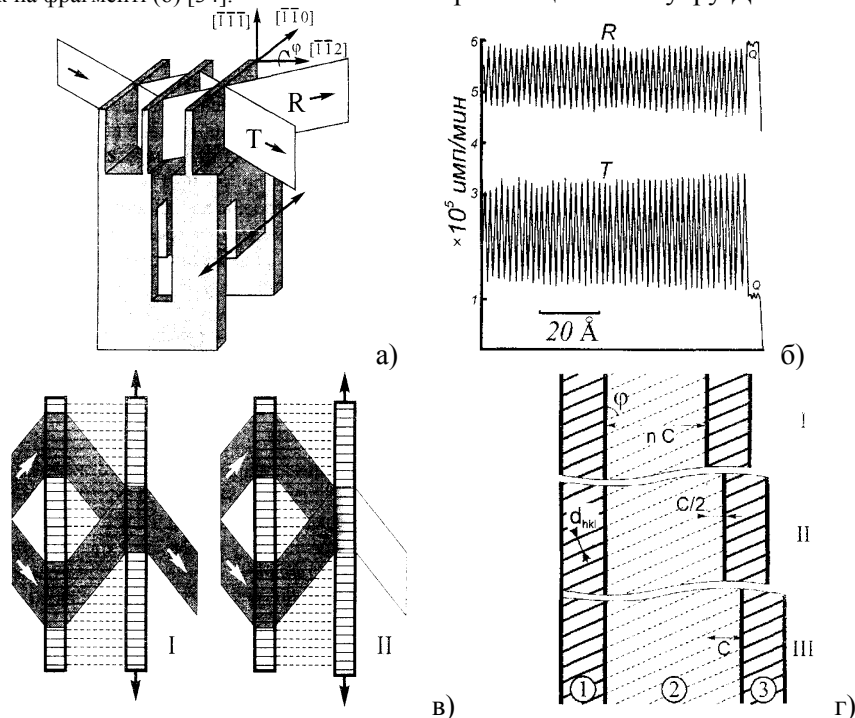 [1̅1̅1̅] [1̅1̅0]
φ [1̅1̅2]
R
T
а)
R
Q
T
Q
6
5
4
3
1
×10⁵ имп/мин
20 Å
б)
I
II
в)
φ
n C
I
C/2
d_hkl
II
C
III
1 2 3
г)